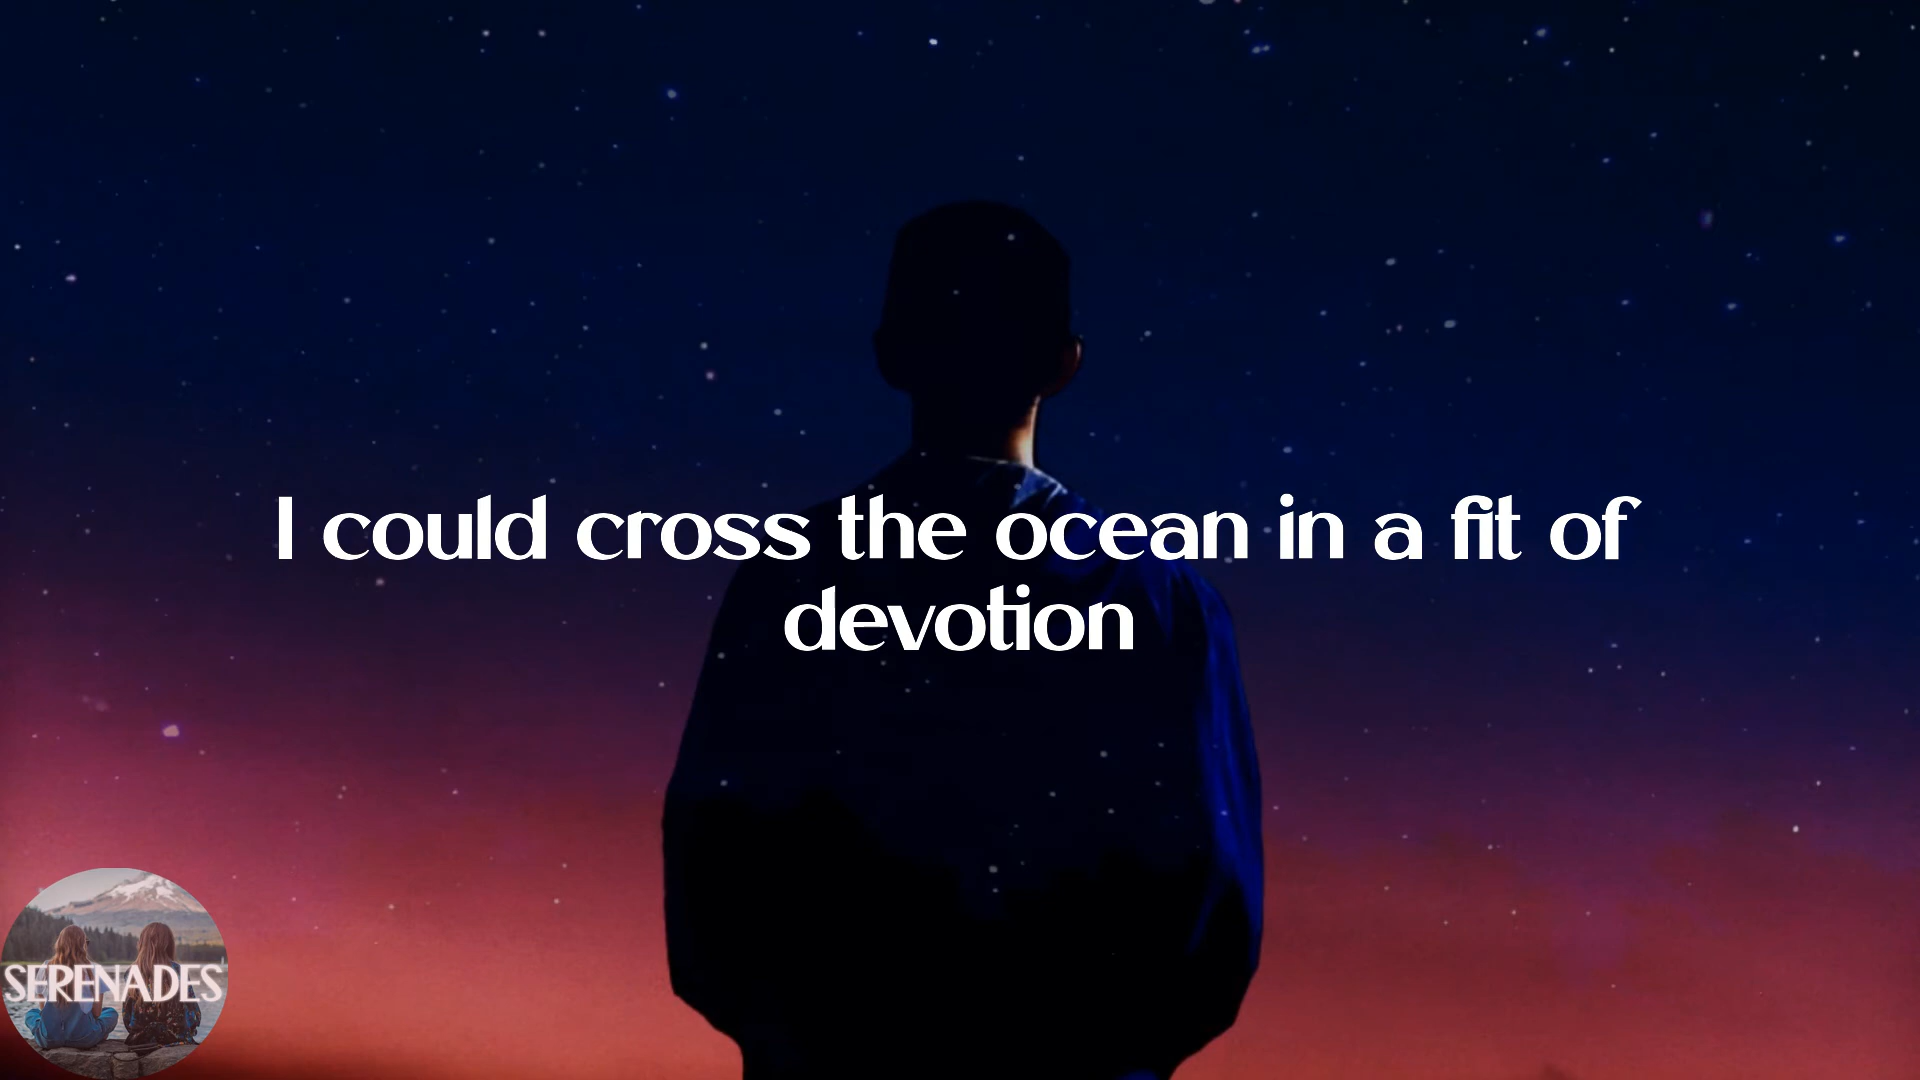 I could cross the ocean in a fit of
devotion
SERENADES